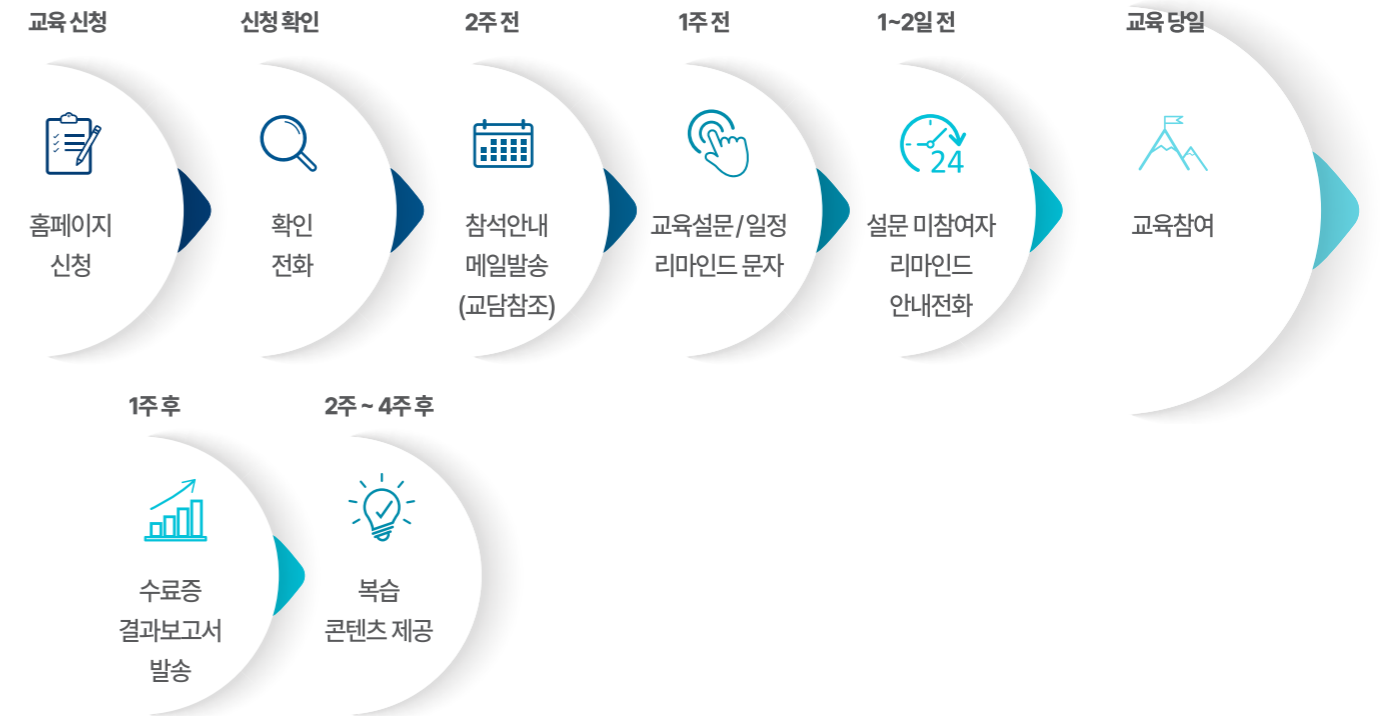 교육 신청
신청 확인
2주 전
1주 전
1~2일 전
교육 당일
홈페이지
신청
확인
전화
참석안내
메일발송
(교담참조)
교육설문 / 일정
리마인드 문자
24
설문 미참여자
리마인드
안내전화
교육참여
1주 후
2주 ~ 4주 후
수료증
결과보고서
발송
복습
콘텐츠 제공